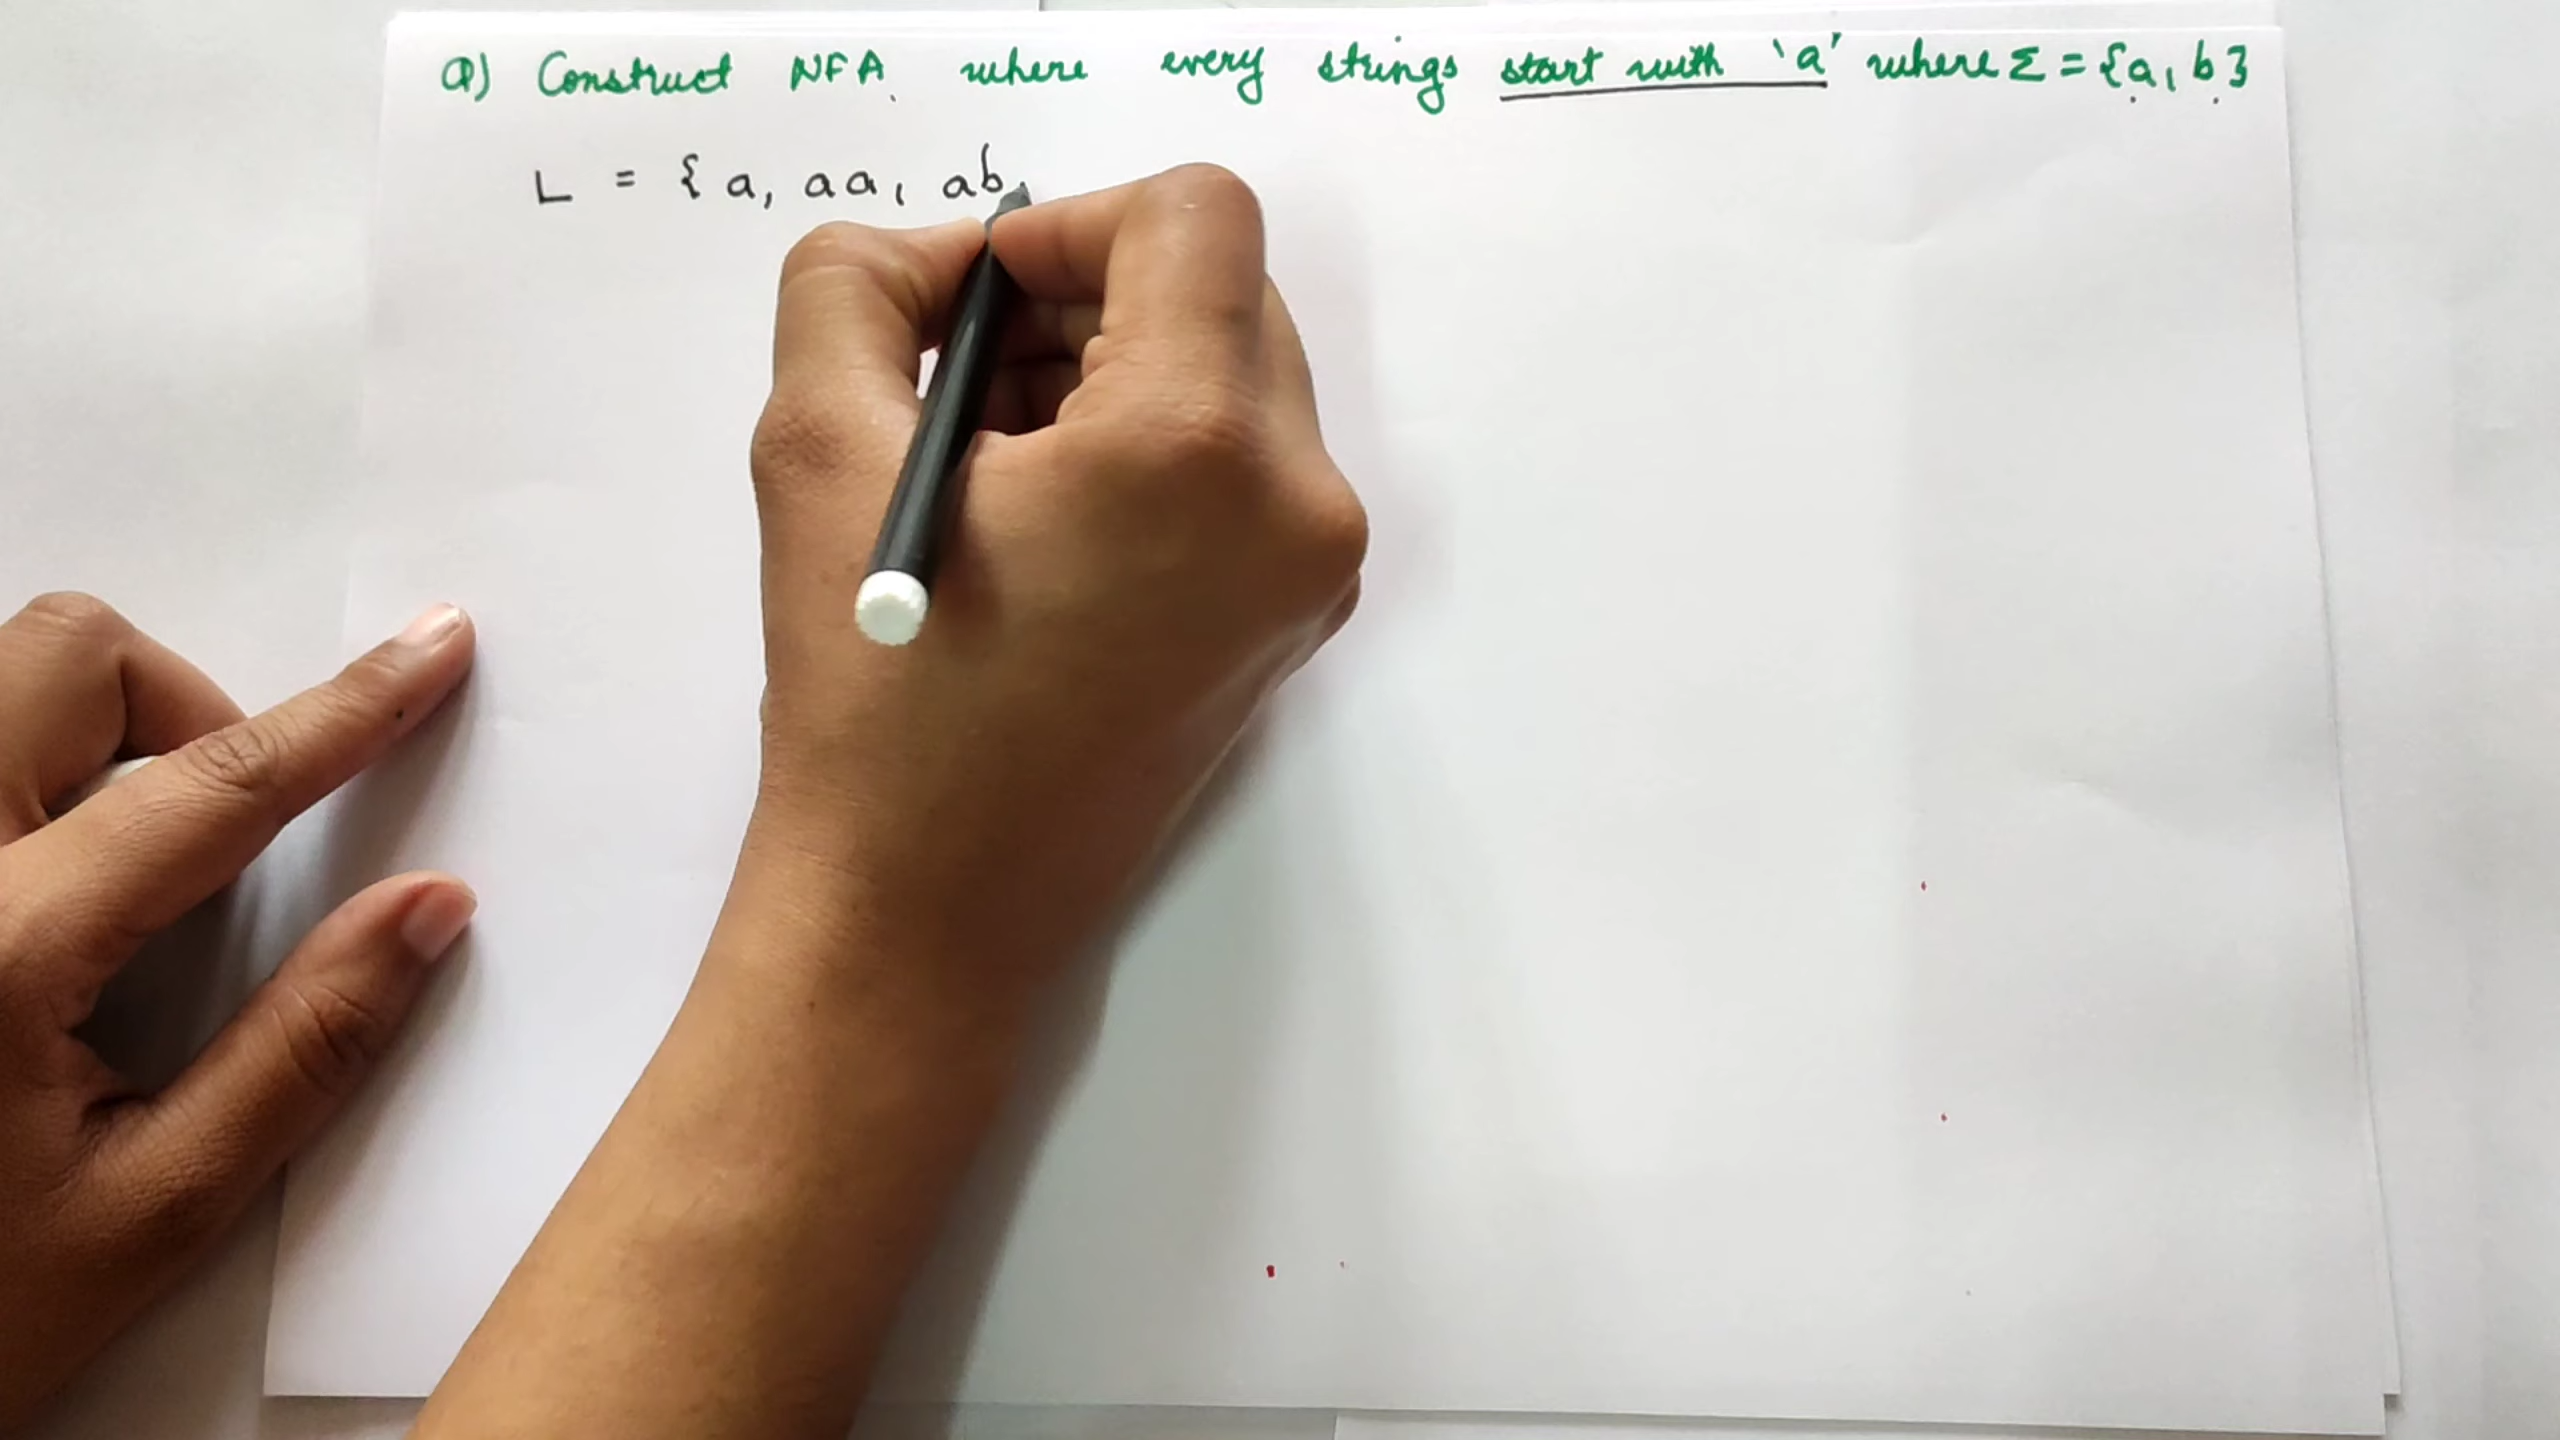 Q) Construct NFA where every strings start with 'a' where Σ = {a, b}
L = { a, aa, ab,